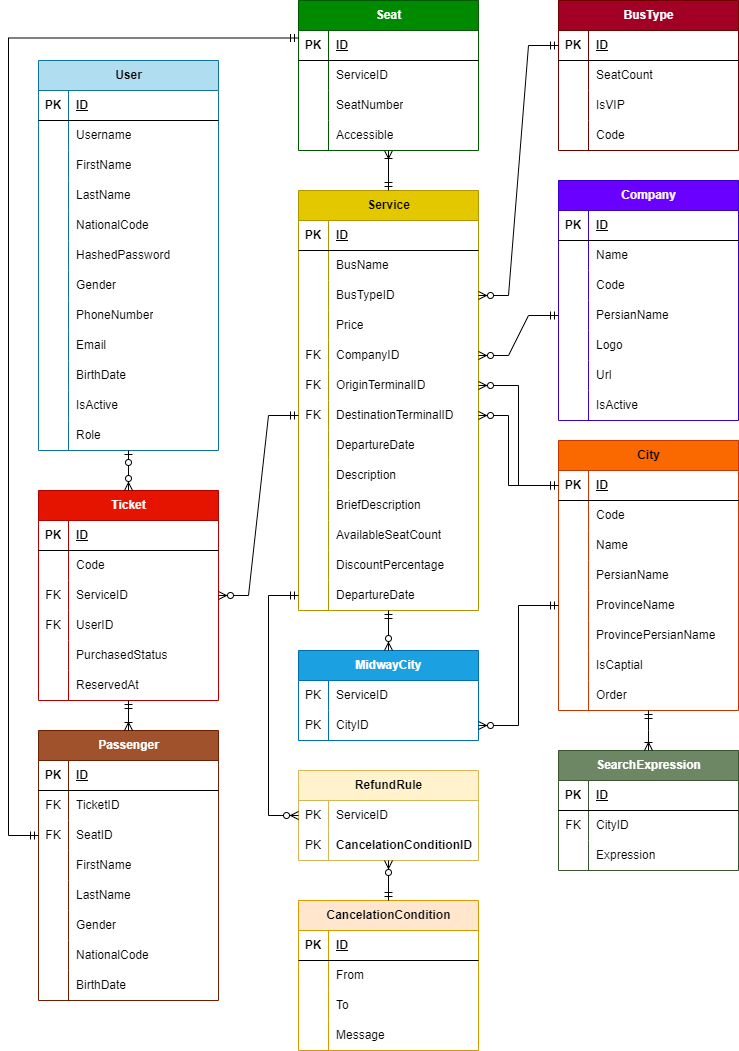 Seat
PK ID
ServiceID
SeatNumber
Accessible
BusType
PK ID
SeatCount
IsVIP
Code
User
PK ID
Username
FirstName
LastName
NationalCode
HashedPassword
Gender
PhoneNumber
Email
BirthDate
IsActive
Role
Service
PK ID
BusName
BusTypeID
Price
FK CompanyID
FK OriginTerminalID
FK DestinationTerminalID
DepartureDate
Description
BriefDescription
AvailableSeatCount
DiscountPercentage
DepartureDate
Company
PK ID
Name
Code
PersianName
Logo
Url
IsActive
City
PK ID
Code
Name
PersianName
ProvinceName
ProvincePersianName
IsCaptial
Order
Ticket
PK ID
Code
FK ServiceID
FK UserID
PurchasedStatus
ReservedAt
MidwayCity
PK ServiceID
PK CityID
Passenger
PK ID
FK TicketID
FK SeatID
FirstName
LastName
Gender
NationalCode
BirthDate
RefundRule
PK ServiceID
PK CancelationConditionID
SearchExpression
PK ID
FK CityID
Expression
CancelationCondition
PK ID
From
To
Message